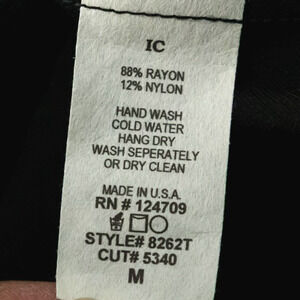 IC
88% RAYON
12% NYLON
HAND WASH
COLD WATER
HANG DRY
WASH SEPERATELY
OR DRY CLEAN
MADE IN U.S.A.
RN # 124709
STYLE# 8262T
CUT# 5340
M